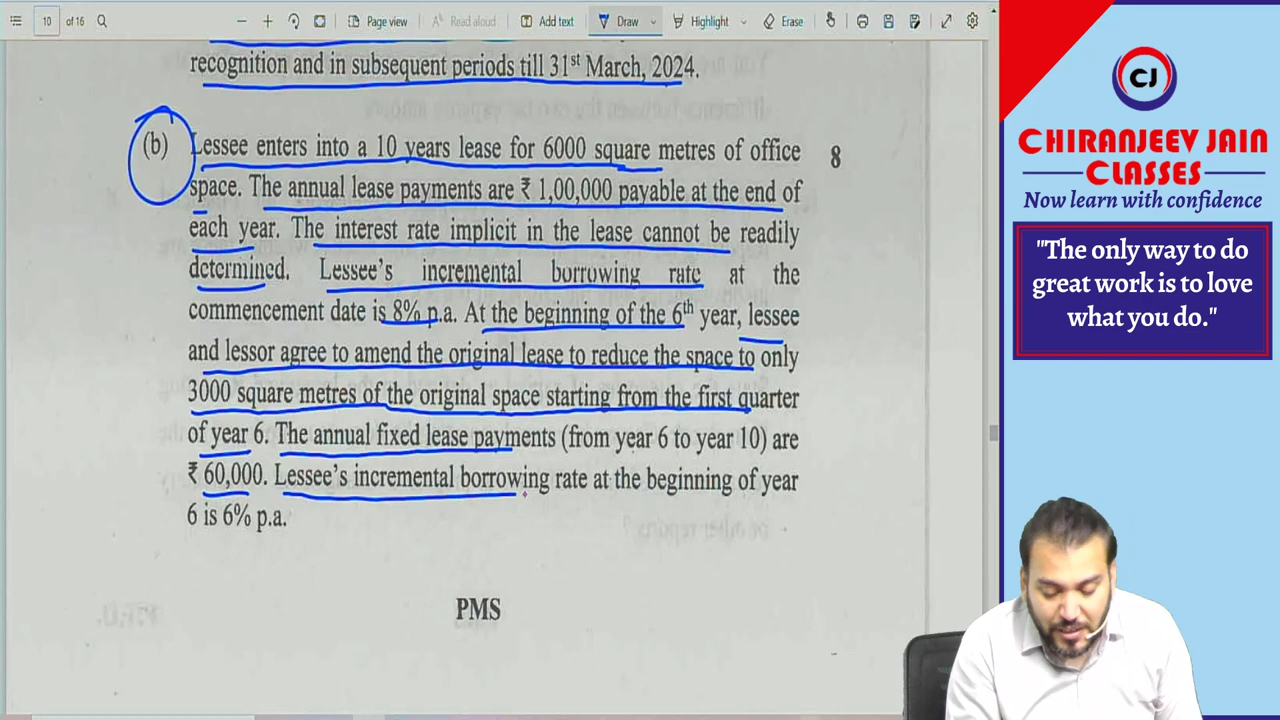 10 of 16 Page view Read aloud Add text Draw Highlight Erase
recognition and in subsequent periods till 31st March, 2024.
(b) Lessee enters into a 10 years lease for 6000 square metres of office 8
space. The annual lease payments are ₹ 1,00,000 payable at the end of
each year. The interest rate implicit in the lease cannot be readily
determined. Lessee's incremental borrowing rate at the
commencement date is 8% p.a. At the beginning of the 6th year, lessee
and lessor agree to amend the original lease to reduce the space to only
3000 square metres of the original space starting from the first quarter
of year 6. The annual fixed lease payments (from year 6 to year 10) are
₹ 60,000. Lessee's incremental borrowing rate at the beginning of year
6 is 6% p.a.
PMS
CJ
CHIRANJEEV JAIN
CLASSES
Now learn with confidence
"The only way to do
great work is to love
what you do."